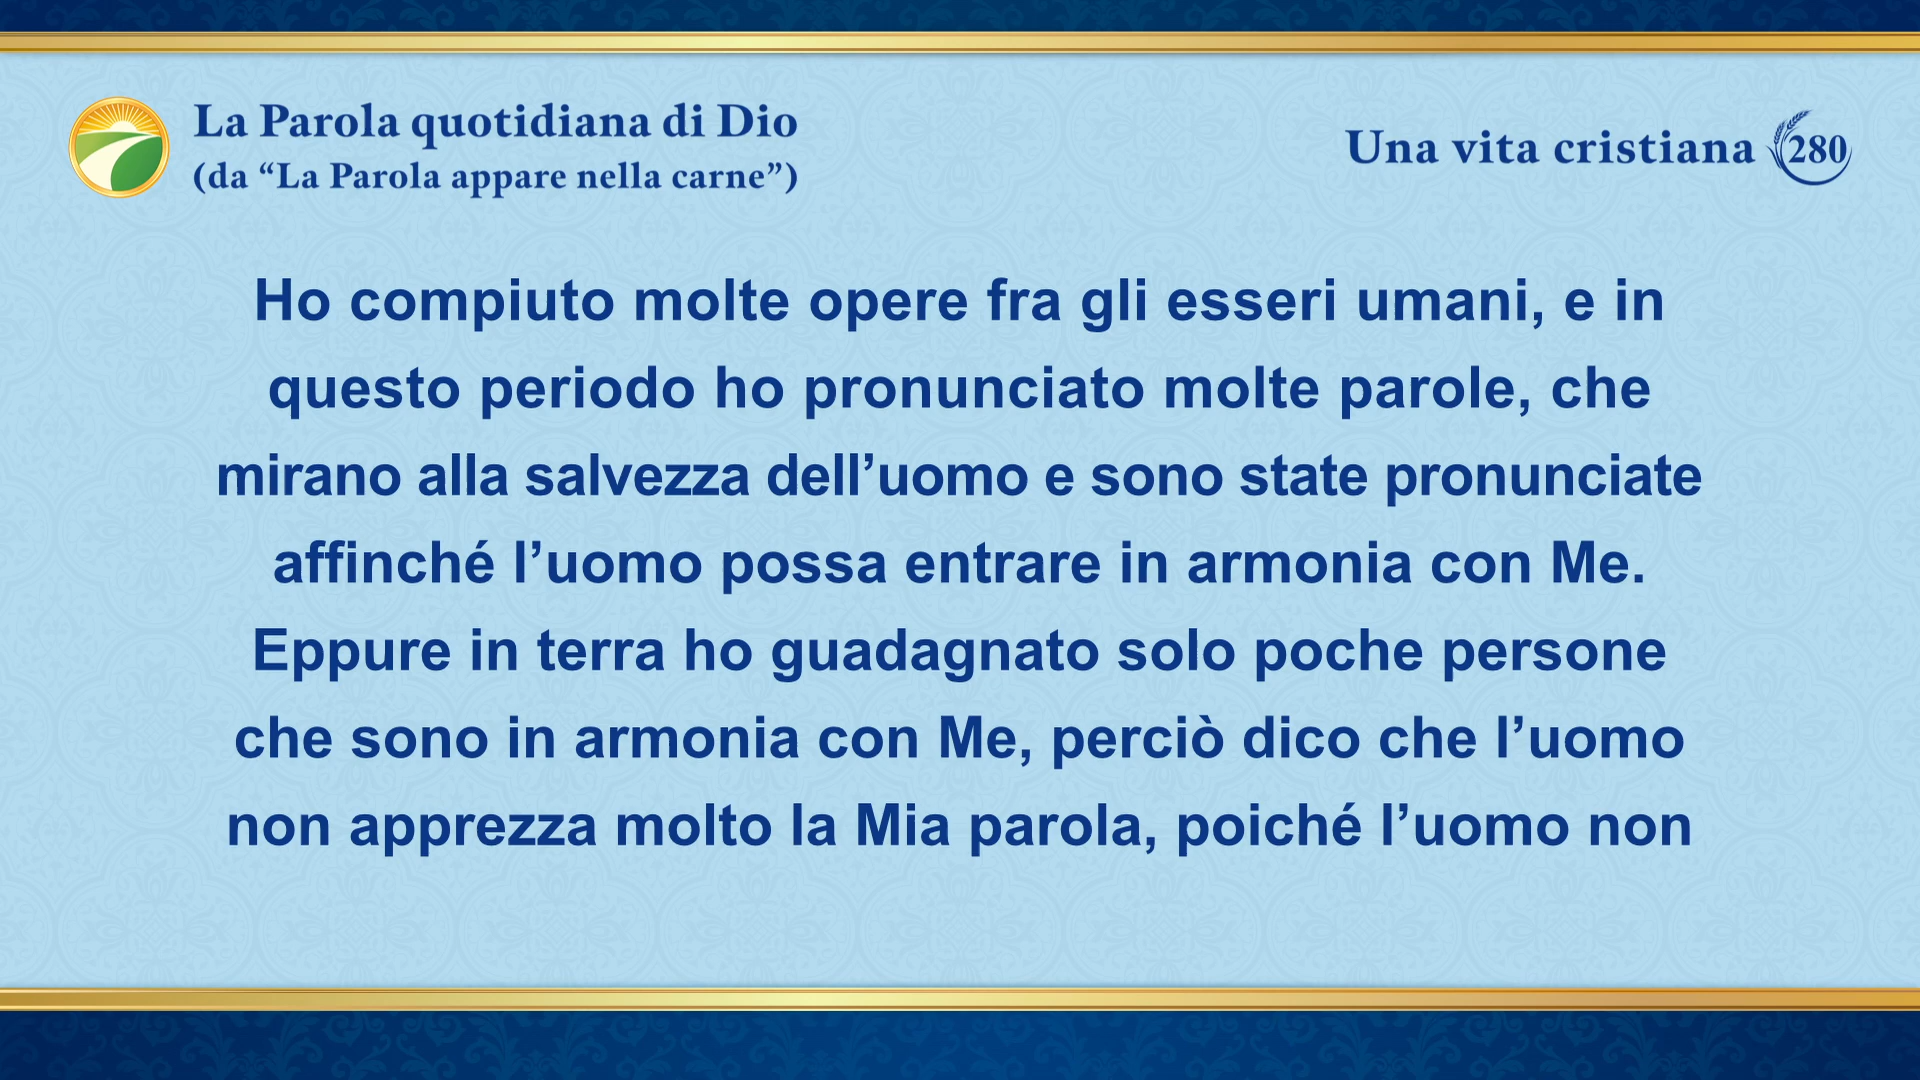 La Parola quotidiana di Dio
(da “La Parola appare nella carne”)
Una vita cristiana 280
Ho compiuto molte opere fra gli esseri umani, e in
questo periodo ho pronunciato molte parole, che
mirano alla salvezza dell’uomo e sono state pronunciate
affinché l’uomo possa entrare in armonia con Me.
Eppure in terra ho guadagnato solo poche persone
che sono in armonia con Me, perciò dico che l’uomo
non apprezza molto la Mia parola, poiché l’uomo non